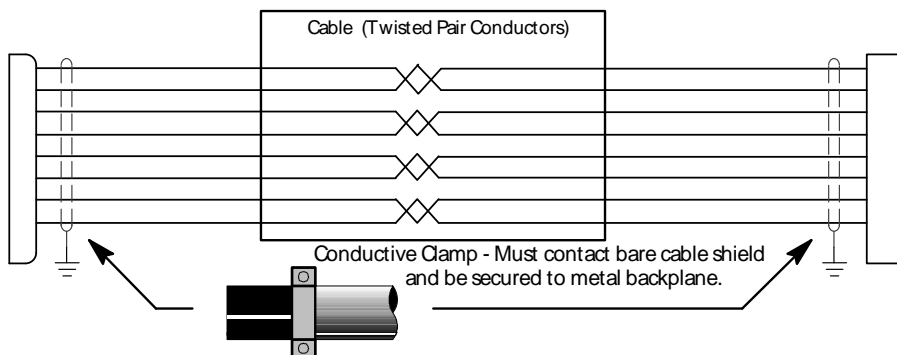 Cable (Twisted Pair Conductors)
Conductive Clamp - Must contact bare cable shield
and be secured to metal backplane.